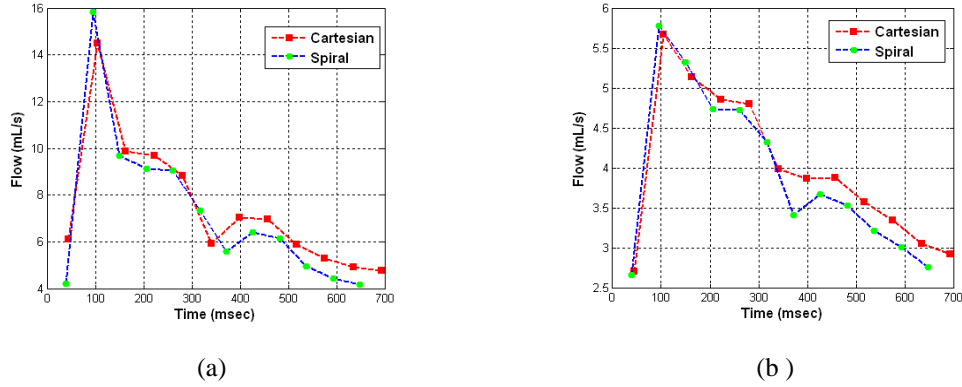 16
14
12
10
8
6
4
0 100 200 300 400 500 600 700
Flow (mL/s)
Time (msec)
Cartesian
Spiral
(a)
6
5.5
5
4.5
4
3.5
3
2.5
0 100 200 300 400 500 600 700
Flow (mL/s)
Time (msec)
Cartesian
Spiral
(b )